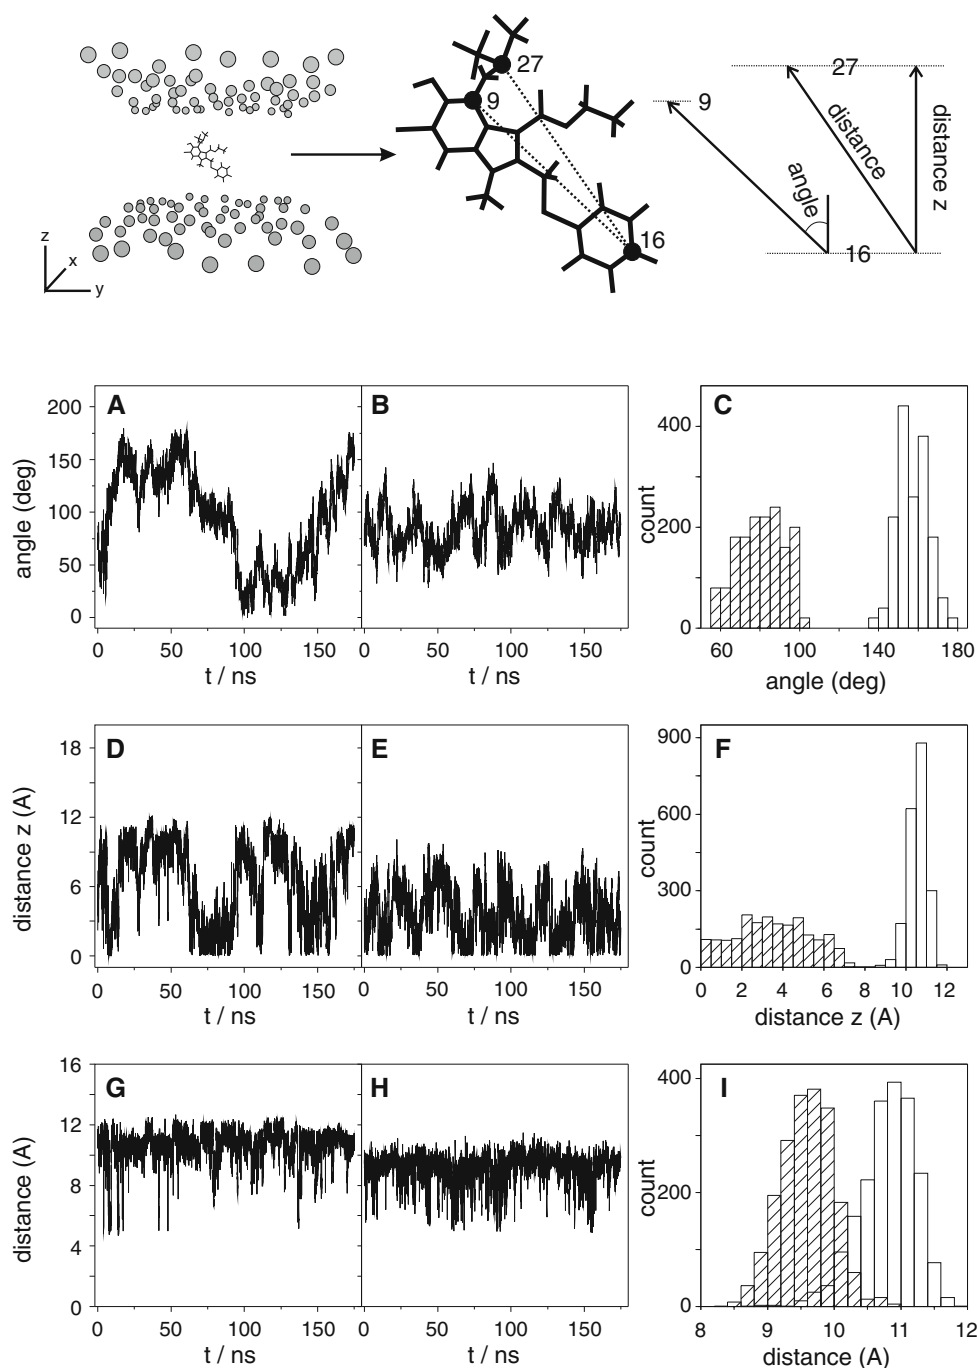 27
9
16
z
x
y
27
9
distance
distance z
angle
16
A
B
C
200
150
100
50
0
angle (deg)
0 50 100 150
t / ns
0 50 100 150
t / ns
400
200
0
count
60 100 140 180
angle (deg)
D
E
F
18
12
6
0
distance z (A)
0 50 100 150
t / ns
0 50 100 150
t / ns
900
600
300
0
count
0 2 4 6 8 10 12
distance z (A)
G
H
I
16
12
8
4
0
distance (A)
0 50 100 150
t / ns
0 50 100 150
t / ns
400
200
0
count
8 9 10 11 12
distance (A)